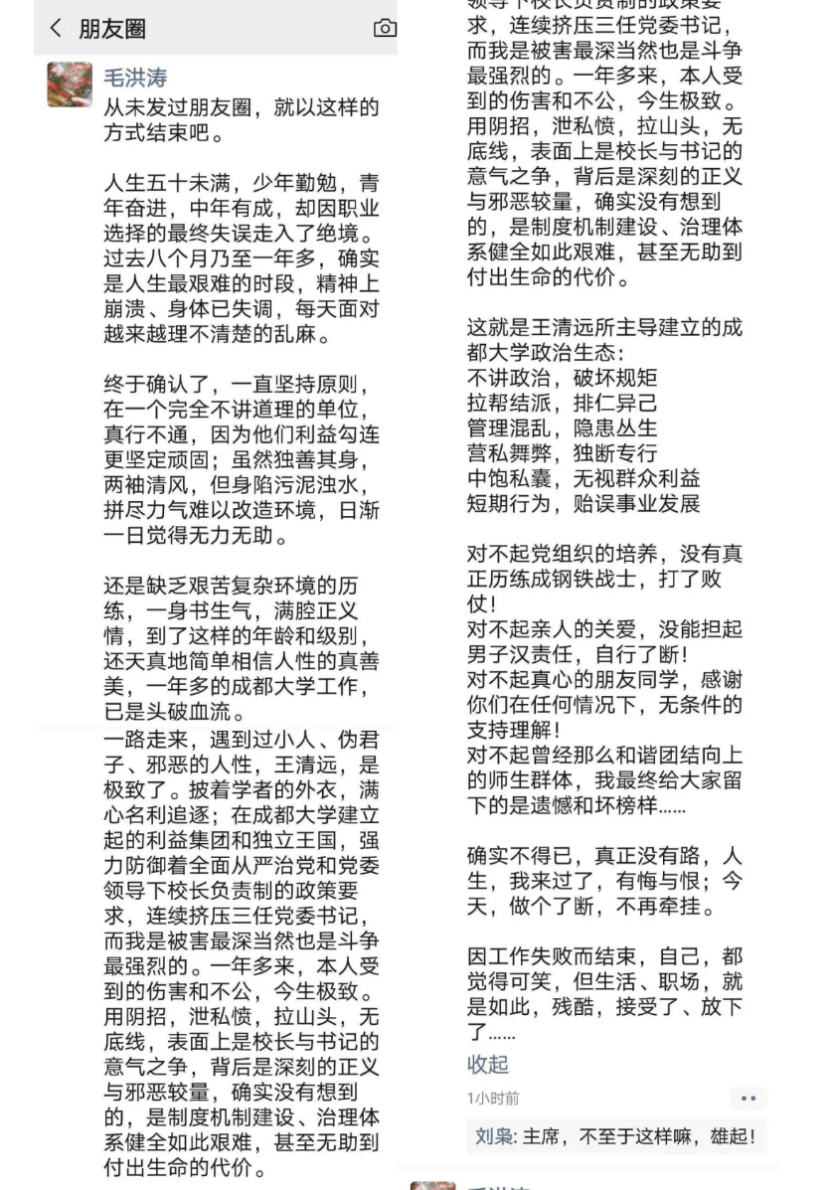 朋友圈
毛洪涛
从未发过朋友圈，就以这样的
方式结束吧。
人生五十未满，少年勤勉，青
年奋进，中年有成，却因职业
选择的最终失误走入了绝境。
过去八个月乃至一年多，确实
是人生最艰难的时段，精神上
崩溃、身体已失调，每天面对
越来越理不清楚的乱麻。
终于确认了，一直坚持原则，
在一个完全不讲道理的单位，
真行不通，因为他们利益勾连
更坚定顽固；虽然独善其身，
两袖清风，但身陷污泥浊水，
拼尽力气难以改造环境，日渐
一日觉得无力无助。
还是缺乏艰苦复杂环境的历
练，一身书生气，满腔正义
情，到了这样的年龄和级别，
还天真地简单相信人性的真善
美，一年多的成都大学工作，
已是头破血流。
一路走来，遇到过小人、伪君
子、邪恶的人性，王清远，是
极致了。披着学者的外衣，满
心名利追逐；在成都大学建立
起的利益集团和独立王国，强
力防御着全面从严治党和党委
领导下校长负责制的政策要
求，连续挤压三任党委书记，
而我是被害最深当然也是斗争
最强烈的。一年多来，本人受
到的伤害和不公，今生极致。
用阴招，泄私愤，拉山头，无
底线，表面上是校长与书记的
意气之争，背后是深刻的正义
与邪恶较量，确实没有想到
的，是制度机制建设、治理体
系健全如此艰难，甚至无助到
付出生命的代价。
领导下校长负责制的政策要
求，连续挤压三任党委书记，
而我是被害最深当然也是斗争
最强烈的。一年多来，本人受
到的伤害和不公，今生极致。
用阴招，泄私愤，拉山头，无
底线，表面上是校长与书记的
意气之争，背后是深刻的正义
与邪恶较量，确实没有想到
的，是制度机制建设、治理体
系健全如此艰难，甚至无助到
付出生命的代价。
这就是王清远所主导建立的成
都大学政治生态：
不讲政治，破坏规矩
拉帮结派，排仁异己
管理混乱，隐患丛生
营私舞弊，独断专行
中饱私囊，无视群众利益
短期行为，贻误事业发展
对不起党组织的培养，没有真
正历练成钢铁战士，打了败
仗！
对不起亲人的关爱，没能担起
男子汉责任，自行了断！
对不起真心的朋友同学，感谢
你们在任何情况下，无条件的
支持理解！
对不起曾经那么和谐团结向上
的师生群体，我最终给大家留
下的是遗憾和坏榜样……
确实不得已，真正没有路，人
生，我来过了，有悔与恨；今
天，做个了断，不再牵挂。
因工作失败而结束，自己，都
觉得可笑，但生活、职场，就
是如此，残酷，接受了、放下
了……
收起
1小时前
刘枭: 主席，不至于这样嘛，雄起！
毛洪涛